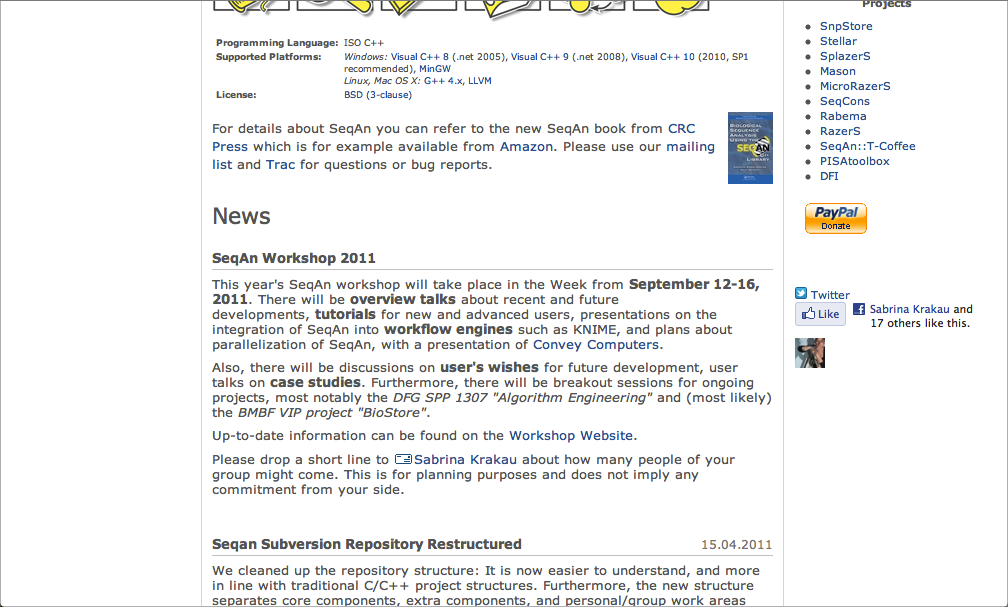 Programming Language: ISO C++
Supported Platforms: Windows: Visual C++ 8 (.net 2005), Visual C++ 9 (.net 2008), Visual C++ 10 (2010, SP1
recommended), MinGW
Linux, Mac OS X: G++ 4.x, LLVM
License: BSD (3-clause)
For details about SeqAn you can refer to the new SeqAn book from CRC
Press which is for example available from Amazon. Please use our mailing
list and Trac for questions or bug reports.
BIOLOGICAL
SEQUENCE
ANALYSIS
USING THE
SEQAN
C++
LIBRARY
News
SeqAn Workshop 2011
This year's SeqAn workshop will take place in the Week from September 12-16,
2011. There will be overview talks about recent and future
developments, tutorials for new and advanced users, presentations on the
integration of SeqAn into workflow engines such as KNIME, and plans about
parallelization of SeqAn, with a presentation of Convey Computers.
Also, there will be discussions on user's wishes for future development, user
talks on case studies. Furthermore, there will be breakout sessions for ongoing
projects, most notably the DFG SPP 1307 "Algorithm Engineering" and (most likely)
the BMBF VIP project "BioStore".
Up-to-date information can be found on the Workshop Website.
Please drop a short line to Sabrina Krakau about how many people of your
group might come. This is for planning purposes and does not imply any
commitment from your side.
Seqan Subversion Repository Restructured 15.04.2011
We cleaned up the repository structure: It is now easier to understand, and more
in line with traditional C/C++ project structures. Furthermore, the new structure
separates core components, extra components, and personal/group work areas
Projects
SnpStore
Stellar
SplazerS
Mason
MicroRazerS
SeqCons
Rabema
RazerS
SeqAn::T-Coffee
PISAtoolbox
DFI
PayPal
Donate
Twitter
Like
Sabrina Krakau and
17 others like this.